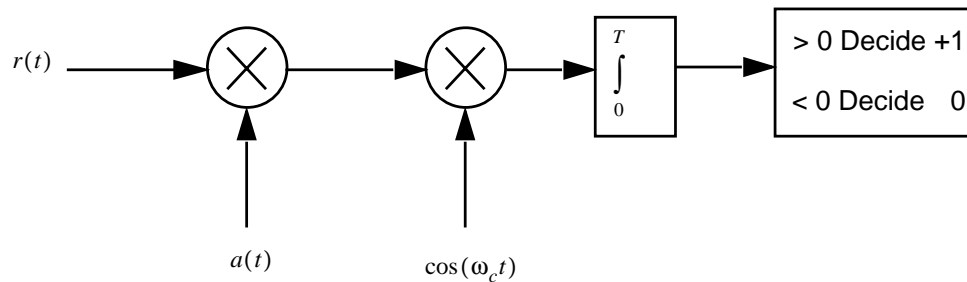 r(t)
T
∫
0
> 0 Decide +1
< 0 Decide 0
a(t)
cos(ω_c t)